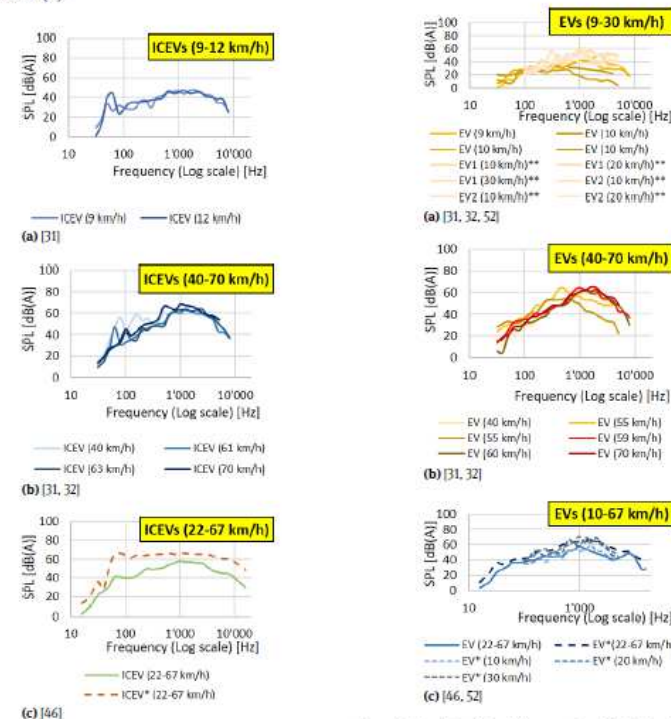 ICEVs (9-12 km/h)
SPL [dB(A)]
100
80
60
40
20
0
10 100 1'000 10'000
Frequency (Log scale) [Hz]
ICEV (9 km/h) ICEV (12 km/h)
(a) [31]
ICEVs (40-70 km/h)
SPL [dB(A)]
100
80
60
40
20
0
10 100 1'000 10'000
Frequency (Log scale) [Hz]
ICEV (40 km/h) ICEV (61 km/h)
ICEV (63 km/h) ICEV (70 km/h)
(b) [31, 32]
ICEVs (22-67 km/h)
SPL [dB(A)]
100
80
60
40
20
0
10 100 1'000 10'000
Frequency (Log scale) [Hz]
ICEV (22-67 km/h)
ICEV* (22-67 km/h)
(c) [46]
EVs (9-30 km/h)
SPL [dB(A)]
100
80
60
40
20
0
10 100 1'000 10'000
Frequency (Log scale) [Hz]
EV (9 km/h) EV (10 km/h)
EV (10 km/h) EV (10 km/h)
EV1 (10 km/h)** EV1 (20 km/h)**
EV1 (30 km/h)** EV2 (10 km/h)**
EV2 (10 km/h)** EV2 (20 km/h)**
(a) [31, 32, 52]
EVs (40-70 km/h)
SPL [dB(A)]
100
80
60
40
20
0
10 100 1'000 10'000
Frequency (Log scale) [Hz]
EV (40 km/h) EV (55 km/h)
EV (55 km/h) EV (59 km/h)
EV (60 km/h) EV (70 km/h)
(b) [31, 32]
EVs (10-67 km/h)
SPL [dB(A)]
100
80
60
40
20
0
10 100 1'000 10'000
Frequency (Log scale) [Hz]
EV (22-67 km/h) EV*(22-67 km/h
EV* (10 km/h) EV* (20 km/h)
EV* (30 km/h)
(c) [46, 52]